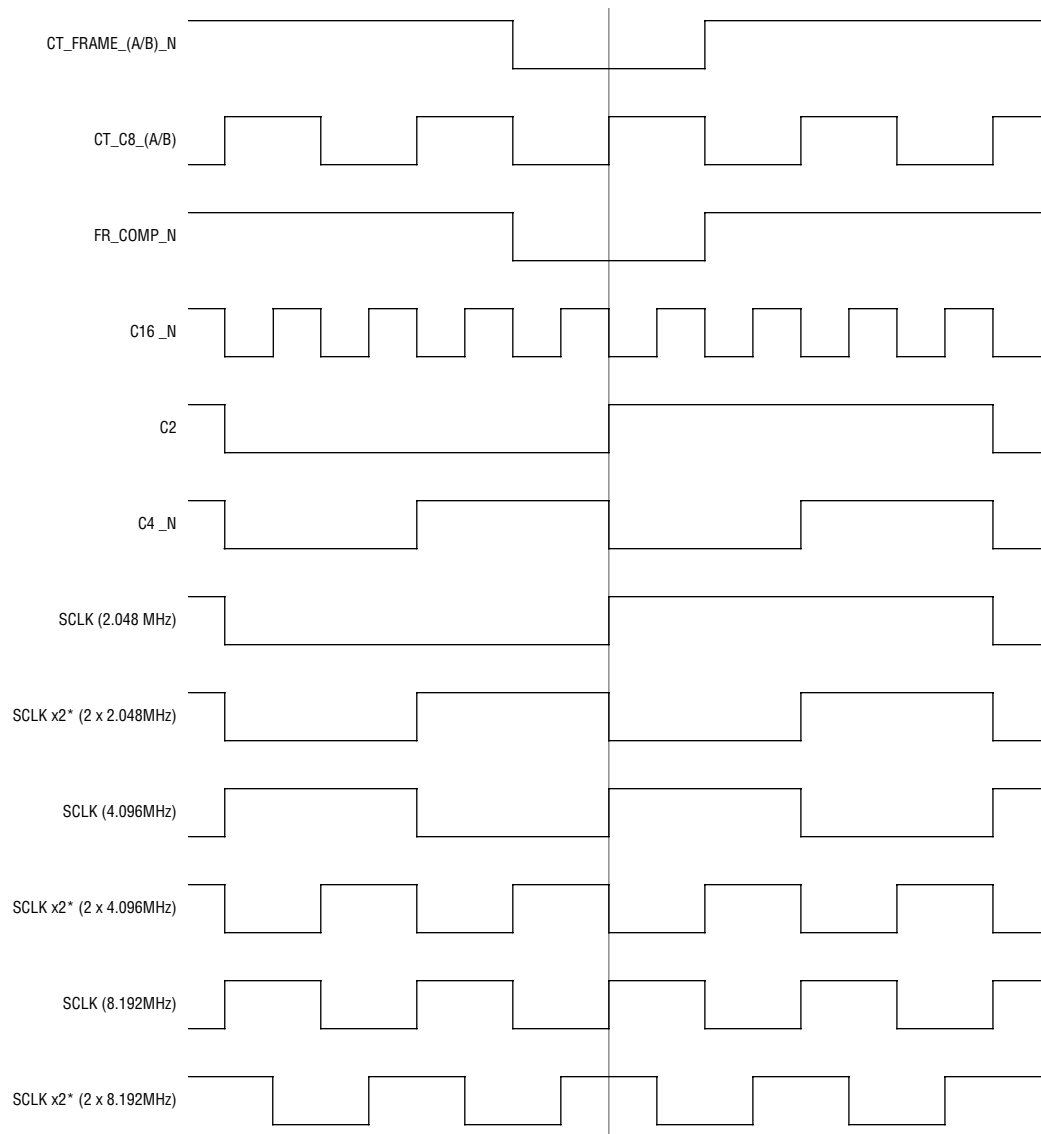 CT_FRAME_(A/B)_N
CT_C8_(A/B)
FR_COMP_N
C16 _N
C2
C4 _N
SCLK (2.048 MHz)
SCLK x2* (2 x 2.048MHz)
SCLK (4.096MHz)
SCLK x2* (2 x 4.096MHz)
SCLK (8.192MHz)
SCLK x2* (2 x 8.192MHz)